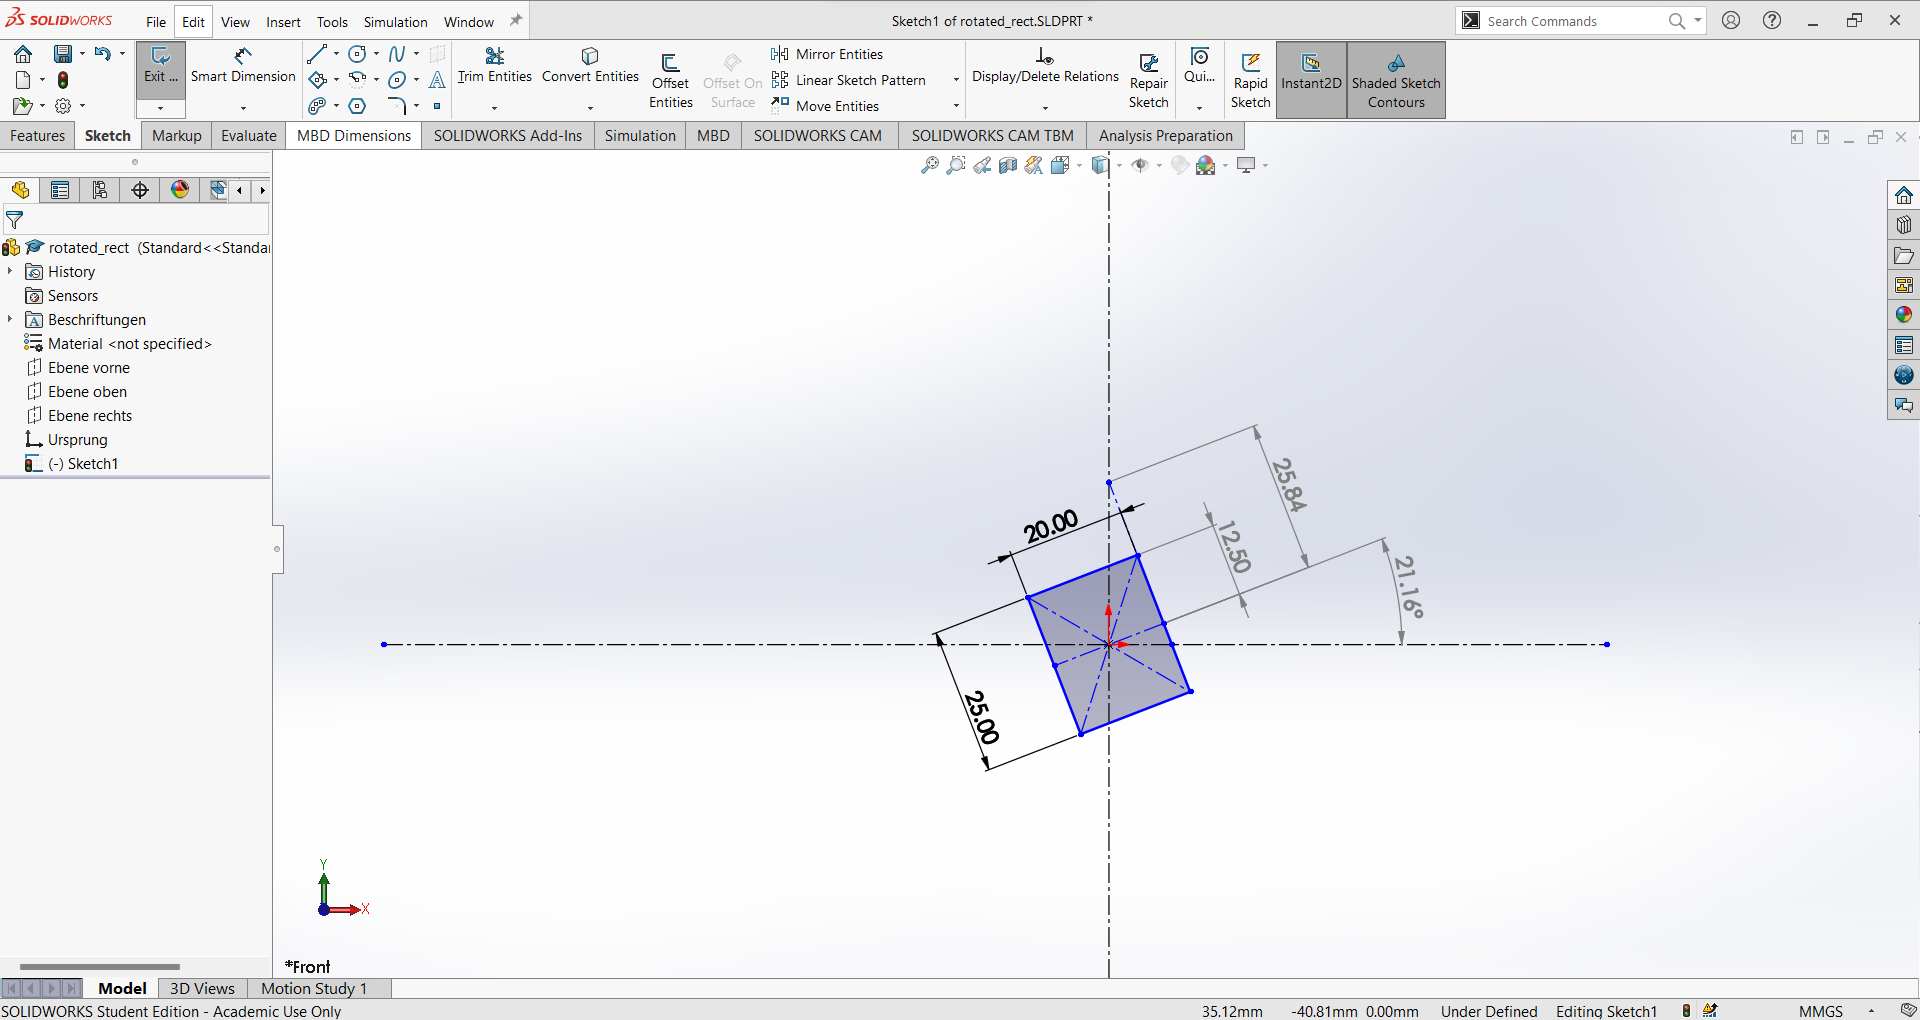 SOLIDWORKS File Edit View Insert Tools Simulation Window Sketch1 of rotated_rect.SLDPRT * Search Commands
Exit ... Smart Dimension Trim Entities Convert Entities Offset Entities Offset On Surface Mirror Entities Linear Sketch Pattern Move Entities Display/Delete Relations Repair Sketch Qui... Rapid Sketch Instant2D Shaded Sketch Contours
Features Sketch Markup Evaluate MBD Dimensions SOLIDWORKS Add-Ins Simulation MBD SOLIDWORKS CAM SOLIDWORKS CAM TBM Analysis Preparation
rotated_rect (Standard<<Standar
History
Sensors
A Beschriftungen
Material <not specified>
Ebene vorne
Ebene oben
Ebene rechts
Ursprung
(-) Sketch1
25.84
20.00
12.50
21.16°
25.00
Y
X
*Front
Model 3D Views Motion Study 1
SOLIDWORKS Student Edition - Academic Use Only 35.12mm -40.81mm 0.00mm Under Defined Editing Sketch1 MMGS